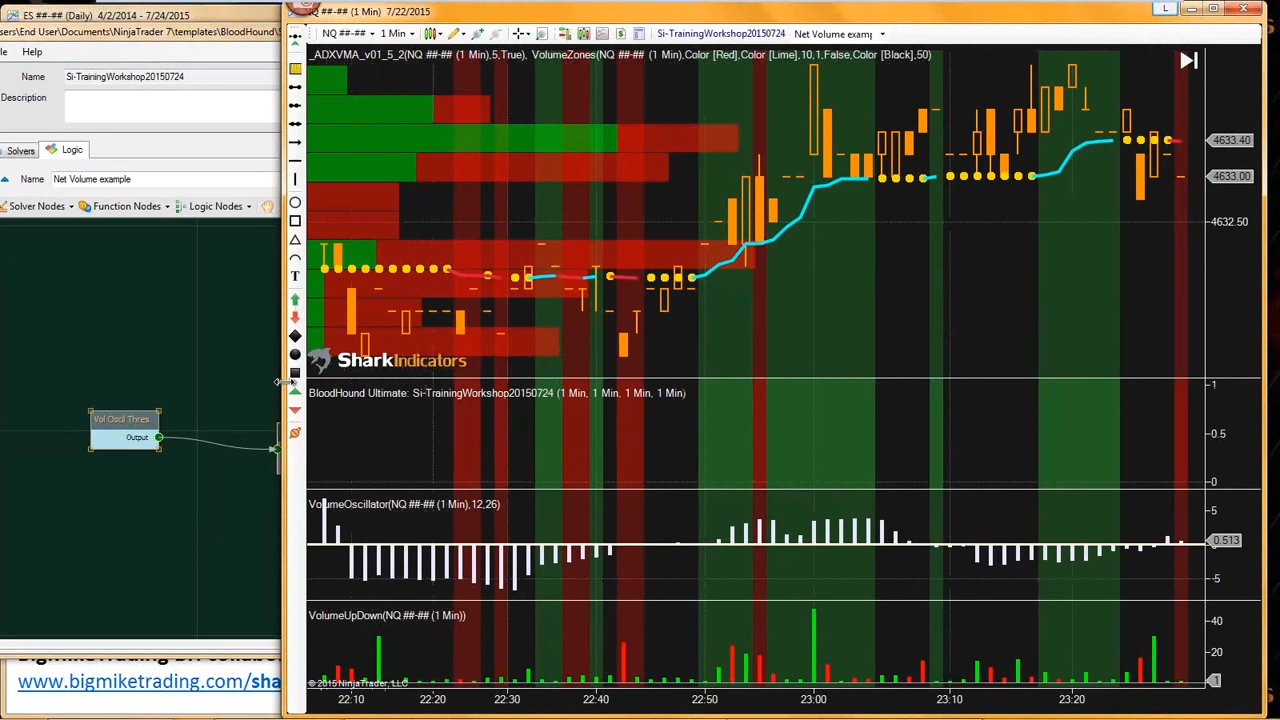 ES ##-## (Daily) 4/2/2014 - 7/24/2015
sers\End User\Documents\NinjaTrader 7\templates\BloodHound\
Help
Name
Si-TrainingWorkshop20150724
Description
Solvers
Logic
Name
Net Volume example
Solver Nodes
Function Nodes
Logic Nodes
Vol Oscil Thres
Output
www.bigmiketrading.com/sha
NQ ##-## (1 Min) 7/22/2015
L
NQ ##-##
1 Min
Si-TrainingWorkshop20150724
Net Volume examp
_ADXVMA_v01_5_2(NQ ##-## (1 Min),5,True), VolumeZones(NQ ##-## (1 Min),Color [Red],Color [Lime],10,1,False,Color [Black],50)
T
4633.40
4633.00
4632.50
SharkIndicators
BloodHound Ultimate: Si-TrainingWorkshop20150724 (1 Min, 1 Min, 1 Min, 1 Min)
1
0.5
0
VolumeOscillator(NQ ##-## (1 Min),12,26)
5
0.513
-5
VolumeUpDown(NQ ##-## (1 Min))
40
20
1
© 2015 NinjaTrader, LLC
22:10
22:20
22:30
22:40
22:50
23:00
23:10
23:20